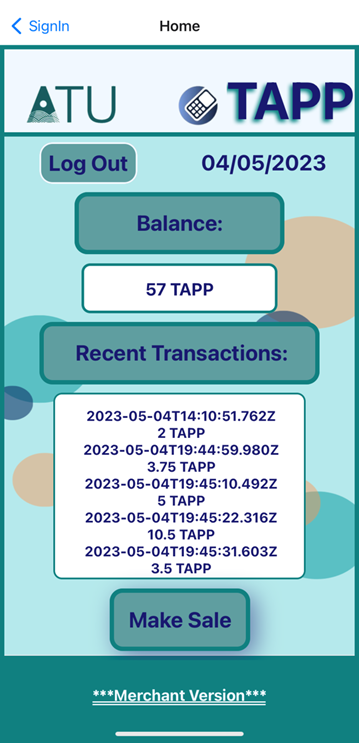 SignIn Home
ATU TAPP
Log Out 04/05/2023
Balance:
57 TAPP
Recent Transactions:
2023-05-04T14:10:51.762Z
2 TAPP
2023-05-04T19:44:59.980Z
3.75 TAPP
2023-05-04T19:45:10.492Z
5 TAPP
2023-05-04T19:45:22.316Z
10.5 TAPP
2023-05-04T19:45:31.603Z
3.5 TAPP
Make Sale
***Merchant Version***